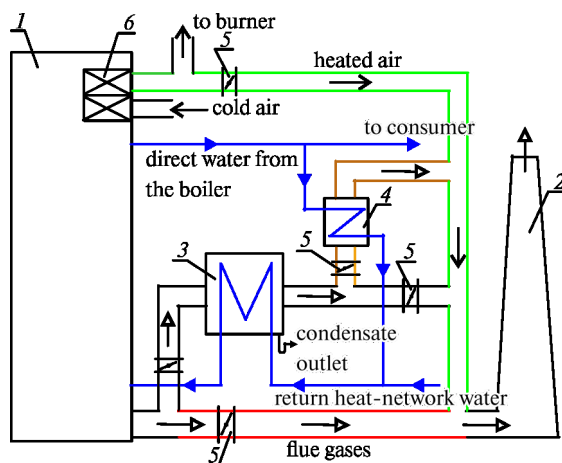 to burner
1
6
5
heated air
cold air
to consumer
direct water from
the boiler
2
4
5
5
3
condensate
outlet
return heat-network water
5
flue gases